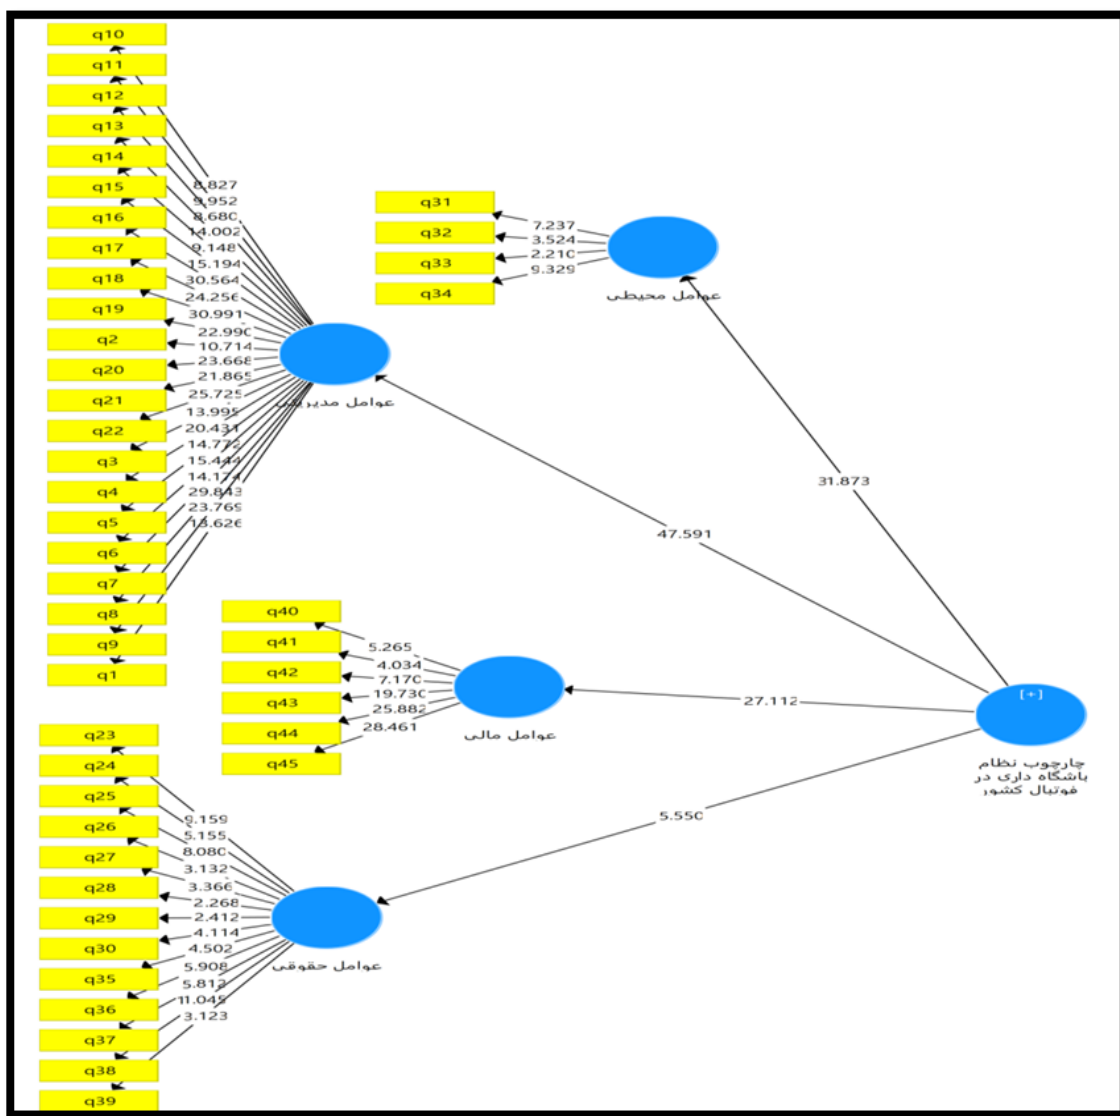 q10
q11
q12
q13
q14
q15
q16
q17
q18
q19
q2
q20
q21
q22
q3
q4
q5
q6
q7
q8
q9
q1
8.827
9.952
8.680
14.002
9.148
15.194
30.564
24.256
30.991
22.990
10.714
23.668
21.865
25.725
13.995
20.431
14.772
15.444
14.174
29.843
23.769
13.626
عوامل مدیریتی
q31
q32
q33
q34
7.237
3.524
2.210
9.329
عوامل محیطی
31.873
47.591
q40
q41
q42
q43
q44
q45
5.265
4.034
7.170
19.730
25.882
28.461
عوامل مالی
27.112
[+]
چارچوب نظام
باشگاه داری در
فوتبال کشور
5.550
q23
q24
q25
q26
q27
q28
q29
q30
q35
q36
q37
q38
q39
9.159
5.155
8.080
3.132
3.366
2.268
2.412
4.114
4.502
5.908
5.812
11.045
3.123
عوامل حقوقی